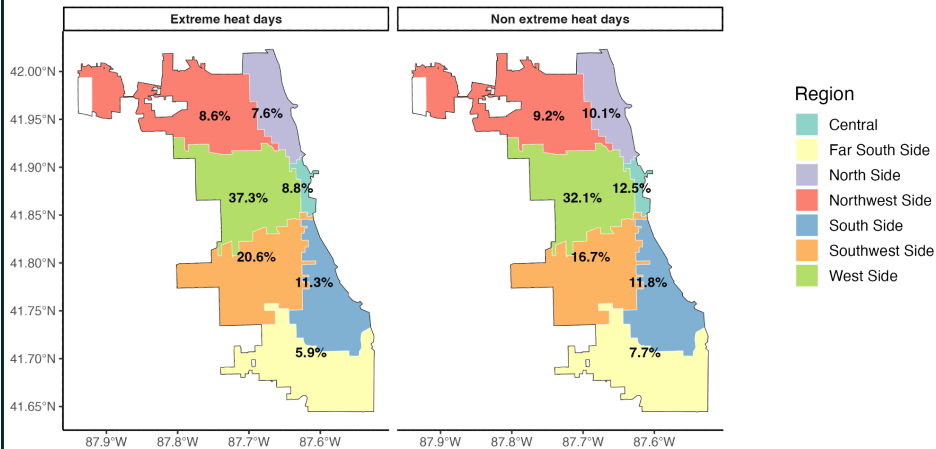 Extreme heat days
Non extreme heat days
42.00°N
41.95°N
41.90°N
41.85°N
41.80°N
41.75°N
41.70°N
41.65°N
8.6%
7.6%
8.8%
37.3%
20.6%
11.3%
5.9%
9.2%
10.1%
12.5%
32.1%
16.7%
11.8%
7.7%
87.9°W
87.8°W
87.7°W
87.6°W
87.9°W
87.8°W
87.7°W
87.6°W
Region
Central
Far South Side
North Side
Northwest Side
South Side
Southwest Side
West Side